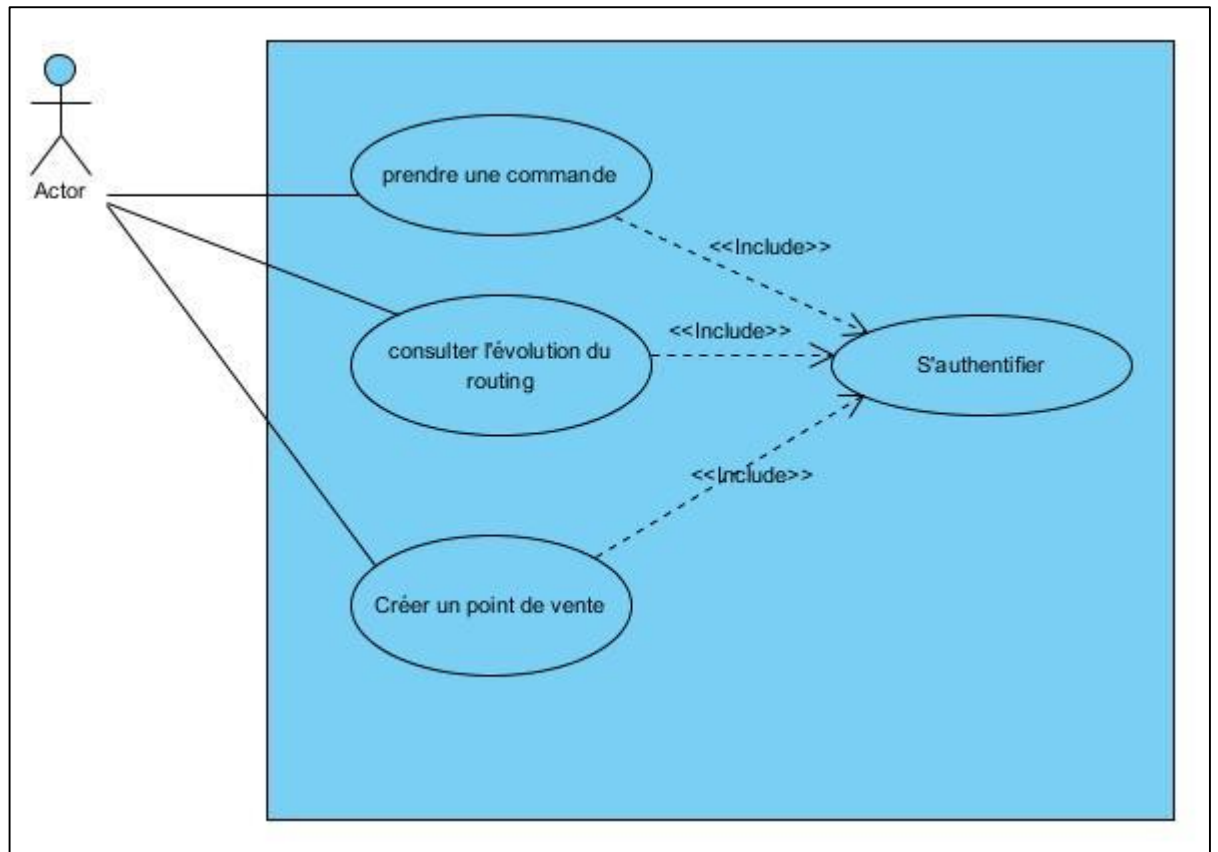 Actor
prendre une commande
<<Include>>
consulter l'évolution du
routing
<<Include>>
S'authentifier
<<Include>>
Créer un point de vente